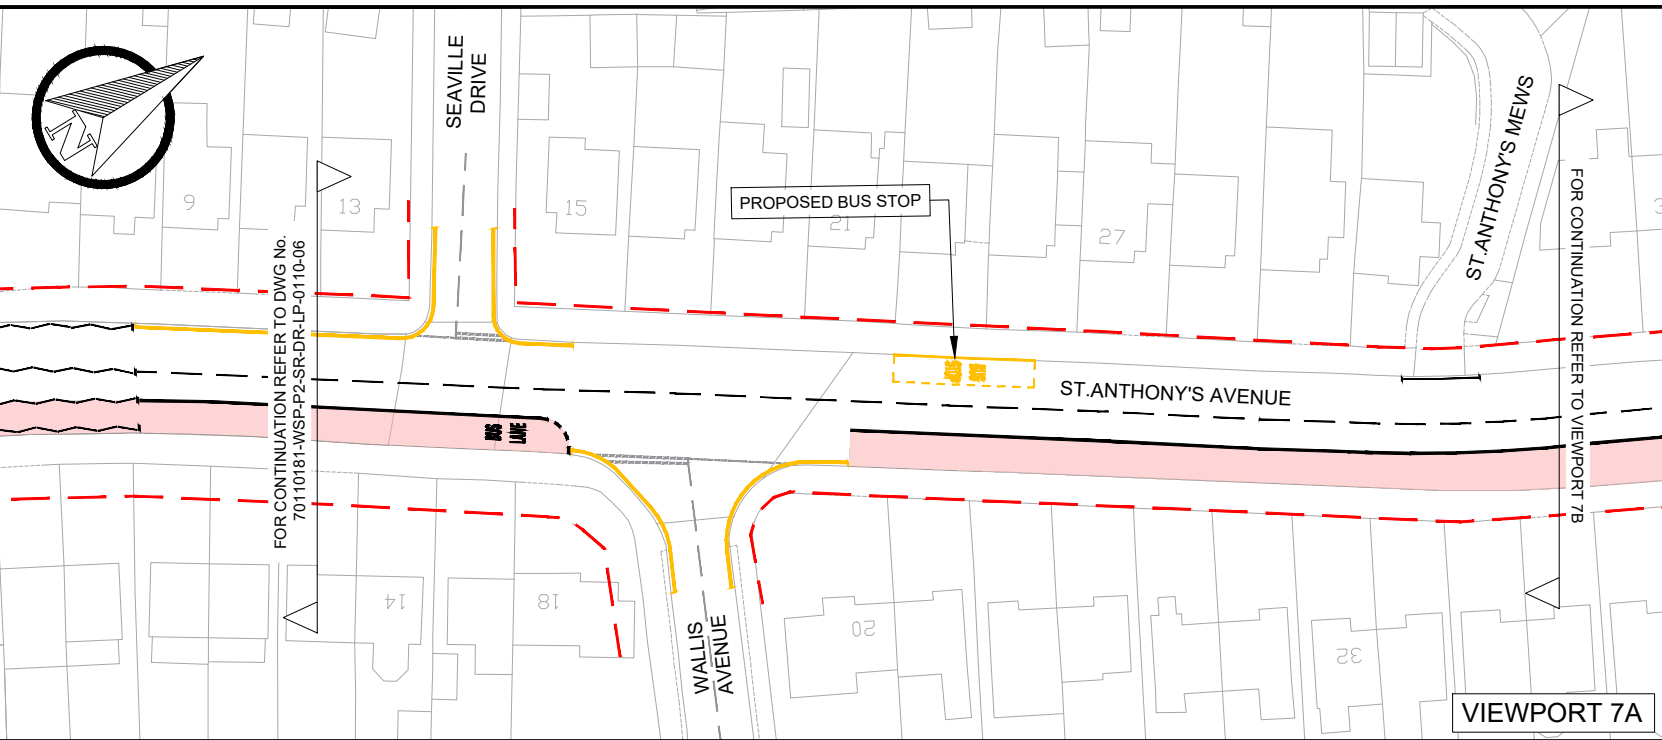 SEAVILLE
DRIVE
N
ST.ANTHONY'S MEWS
9
13
15
21
27
PROPOSED BUS STOP
FOR CONTINUATION REFER TO DWG No.
70110181-WSP-P2-SR-DR-LP-0110-06
FOR CONTINUATION REFER TO VIEWPORT 7B
BUS
STOP
ST.ANTHONY'S AVENUE
BUS
LANE
14
18
20
32
WALLIS
AVENUE
VIEWPORT 7A